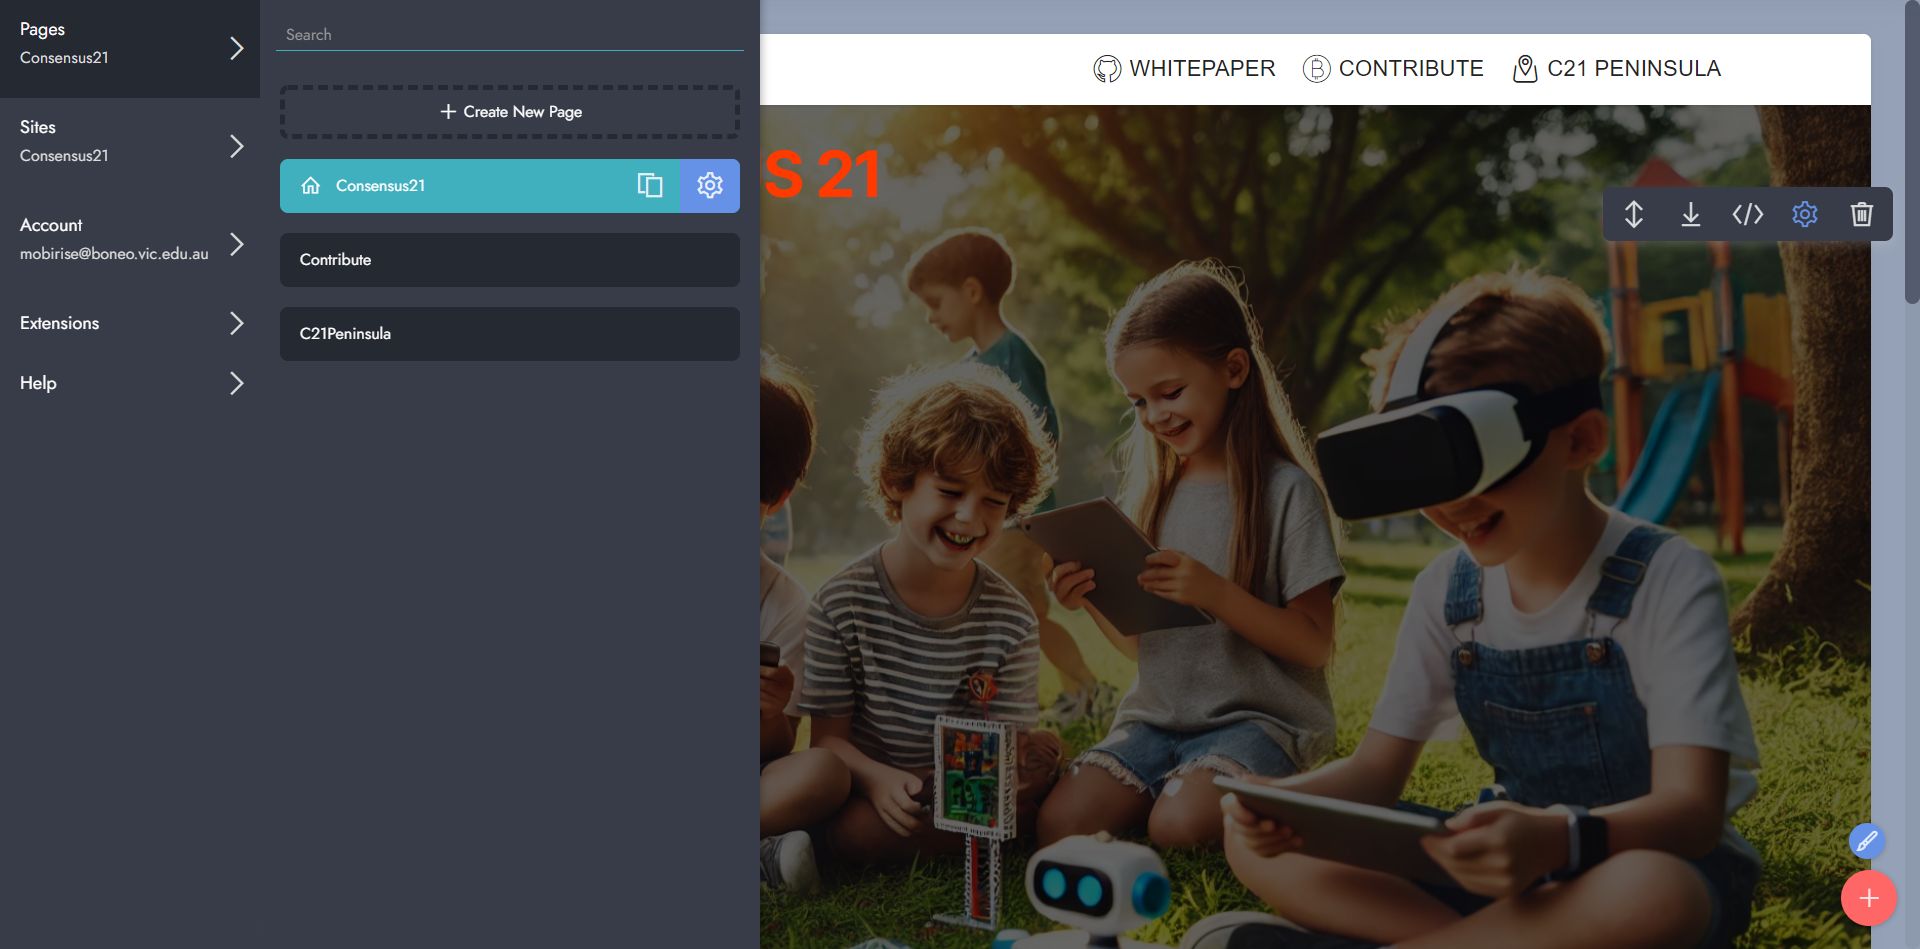 Pages
Consensus21
Sites
Consensus21
Account
mobirise@boneo.vic.edu.au
Extensions
Help
Search
+ Create New Page
Consensus21
Contribute
C21Peninsula
WHITEPAPER
CONTRIBUTE
C21 PENINSULA
S 21